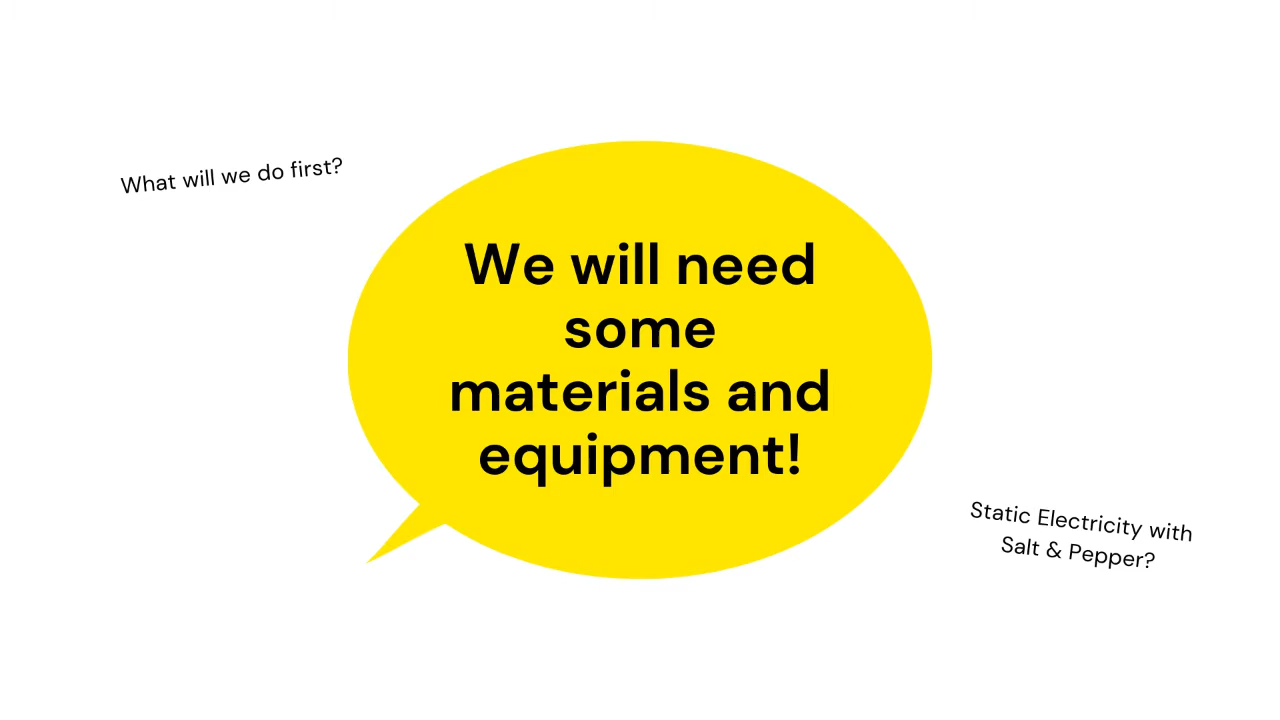 What will we do first?
We will need
some
materials and
equipment!
Static Electricity with
Salt & Pepper?